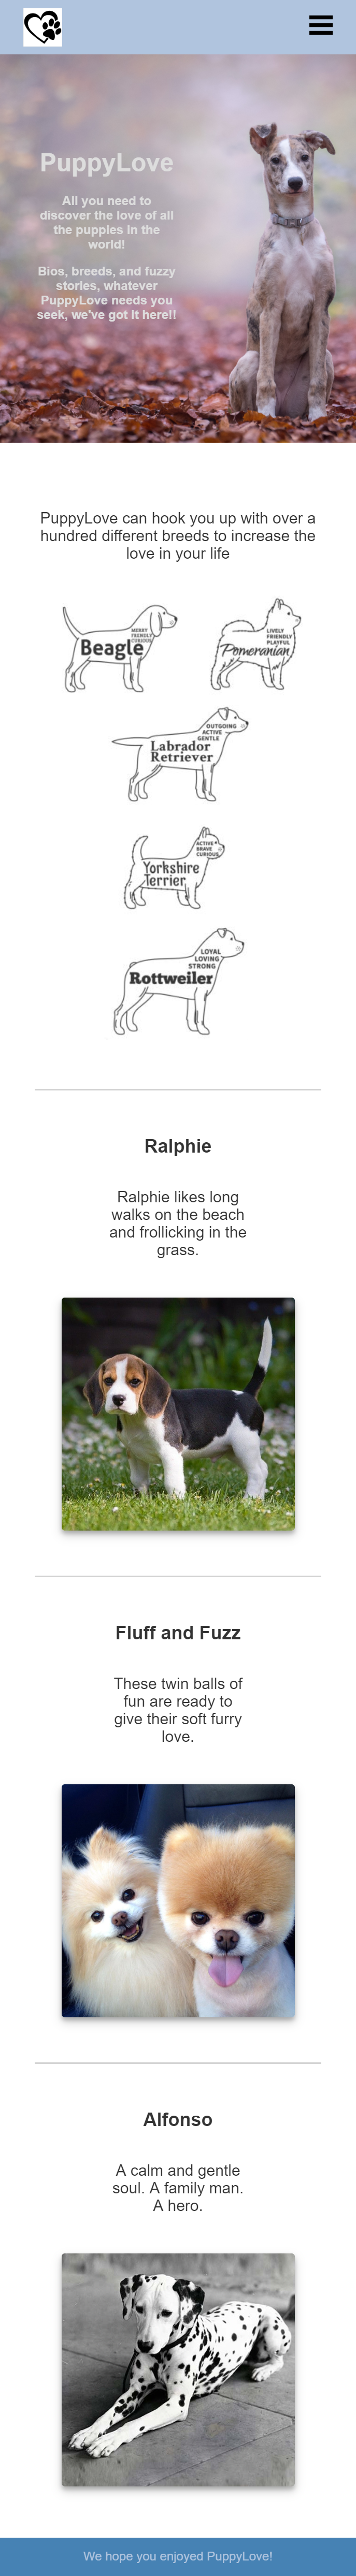 PuppyLove
All you need to
discover the love of all
the puppies in the
world!
Bios, breeds, and fuzzy
stories, whatever
PuppyLove needs you
seek, we've got it here!!
PuppyLove can hook you up with over a
hundred different breeds to increase the
love in your life
MERRY
FRIENDLY
CURIOUS
Beagle
LIVELY
FRIENDLY
PLAYFUL
Pomeranian
OUTGOING
ACTIVE
GENTLE
Labrador
Retriever
ACTIVE
BRAVE
CURIOUS
Yorkshire
Terrier
LOYAL
LOVING
STRONG
Rottweiler
Ralphie
Ralphie likes long
walks on the beach
and frollicking in the
grass.
Fluff and Fuzz
These twin balls of
fun are ready to
give their soft furry
love.
Alfonso
A calm and gentle
soul. A family man.
A hero.
We hope you enjoyed PuppyLove!